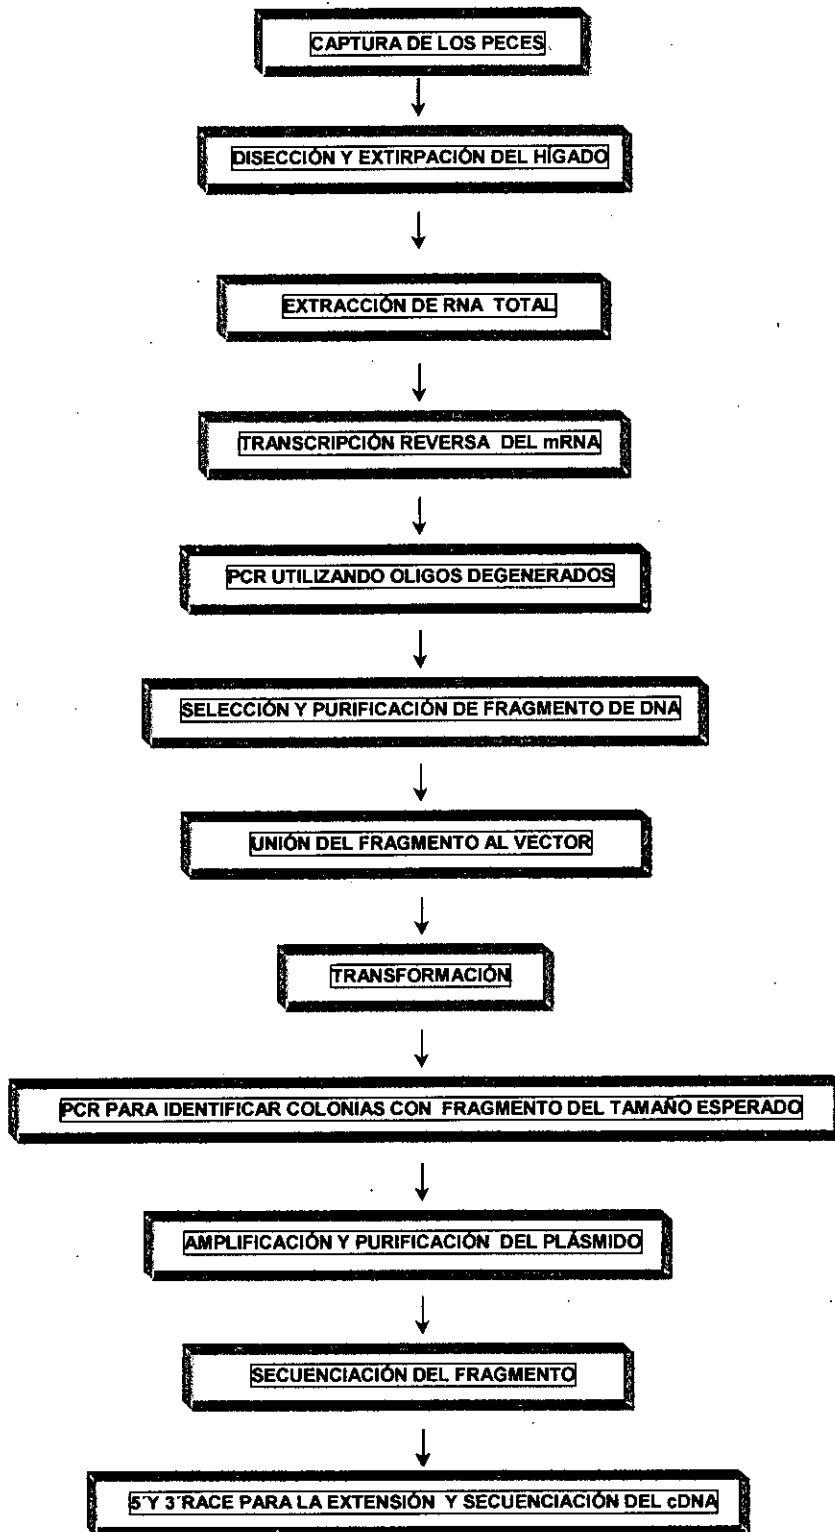 CAPTURA DE LOS PECES
DISECCIÓN Y EXTIRPACIÓN DEL HÍGADO
EXTRACCIÓN DE RNA TOTAL
TRANSCRIPCIÓN REVERSA DEL mRNA
PCR UTILIZANDO OLIGOS DEGENERADOS
SELECCIÓN Y PURIFICACIÓN DE FRAGMENTO DE DNA
UNIÓN DEL FRAGMENTO AL VECTOR
TRANSFORMACIÓN
PCR PARA IDENTIFICAR COLONIAS CON FRAGMENTO DEL TAMAÑO ESPERADO
AMPLIFICACIÓN Y PURIFICACIÓN DEL PLÁSMIDO
SECUENCIACIÓN DEL FRAGMENTO
5´Y 3´RACE PARA LA EXTENSIÓN Y SECUENCIACIÓN DEL cDNA